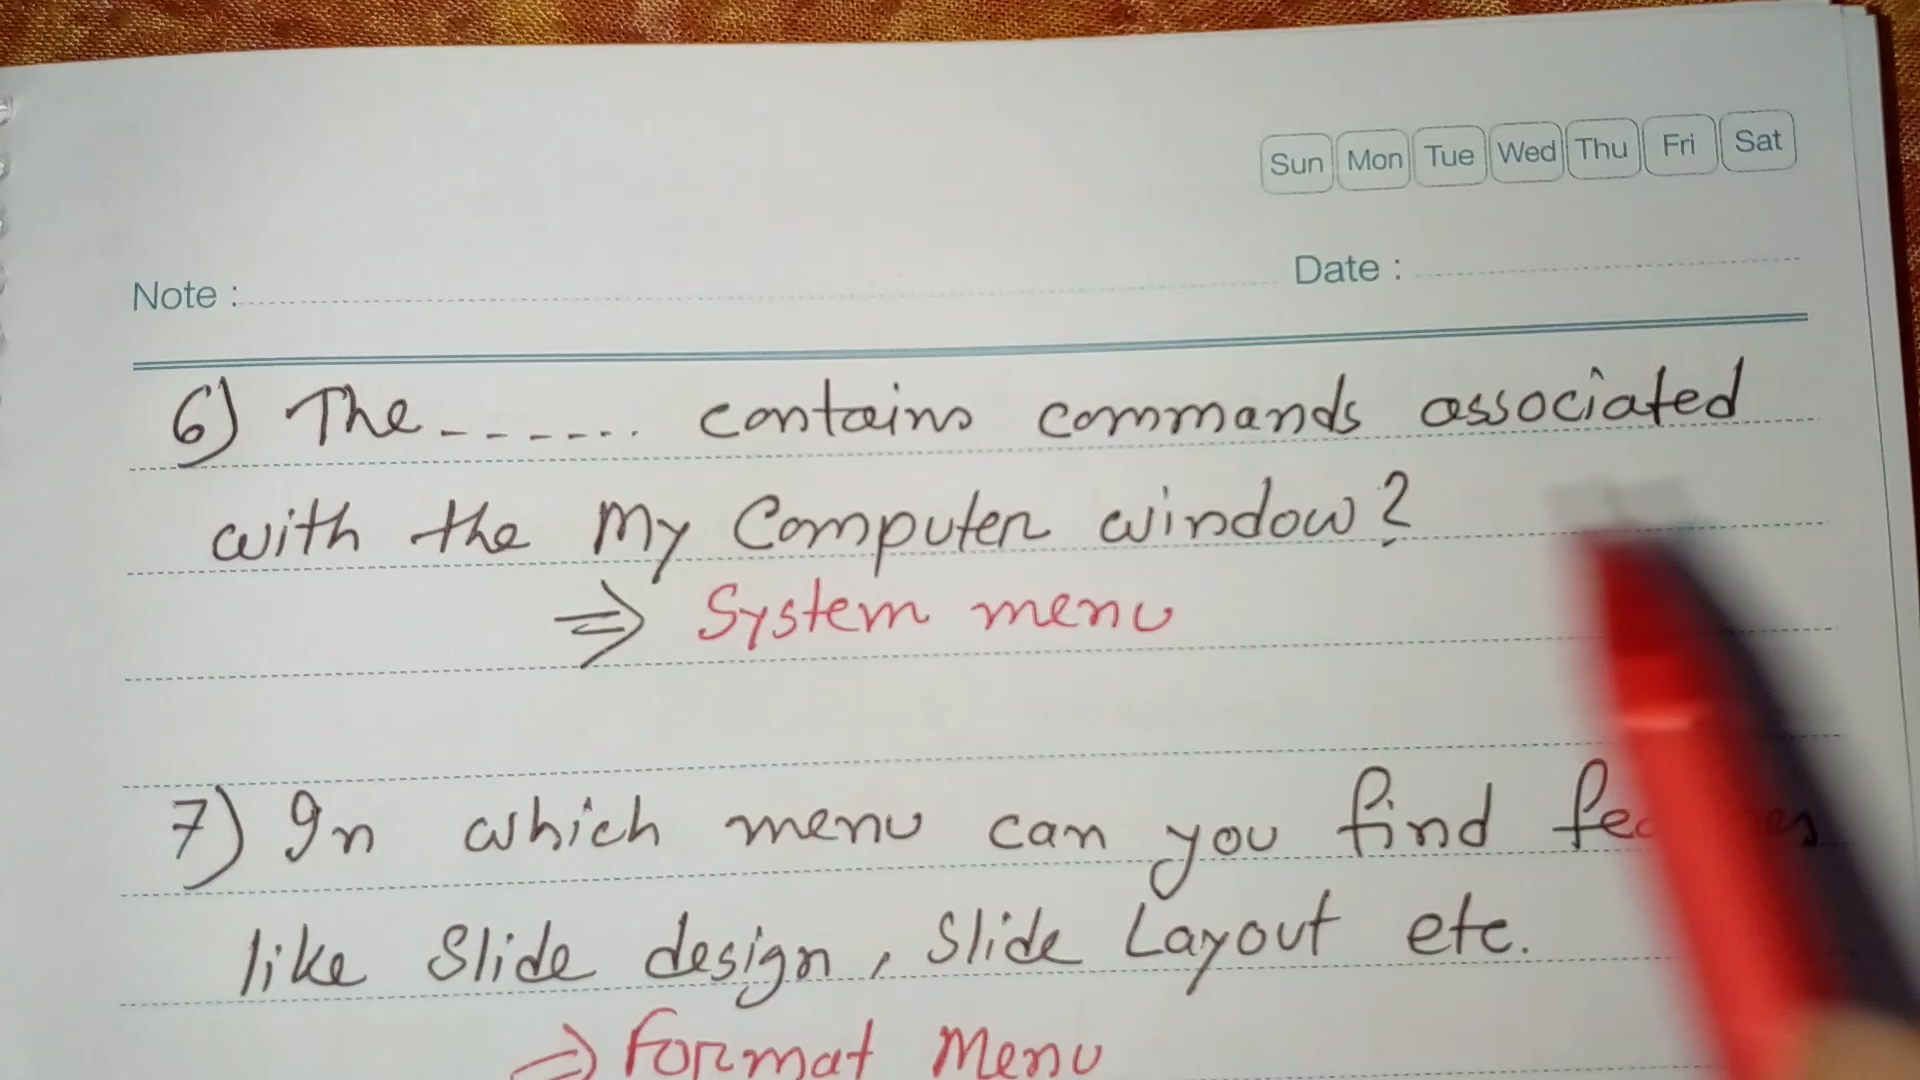 Sun Mon Tue Wed Thu Fri Sat
Note : Date :
6) The ------- contains commands associated
with the My Computer window?
⇒ System menu
7) In which menu can you find
like Slide design, Slide Layout etc.
⇒ Format Menu